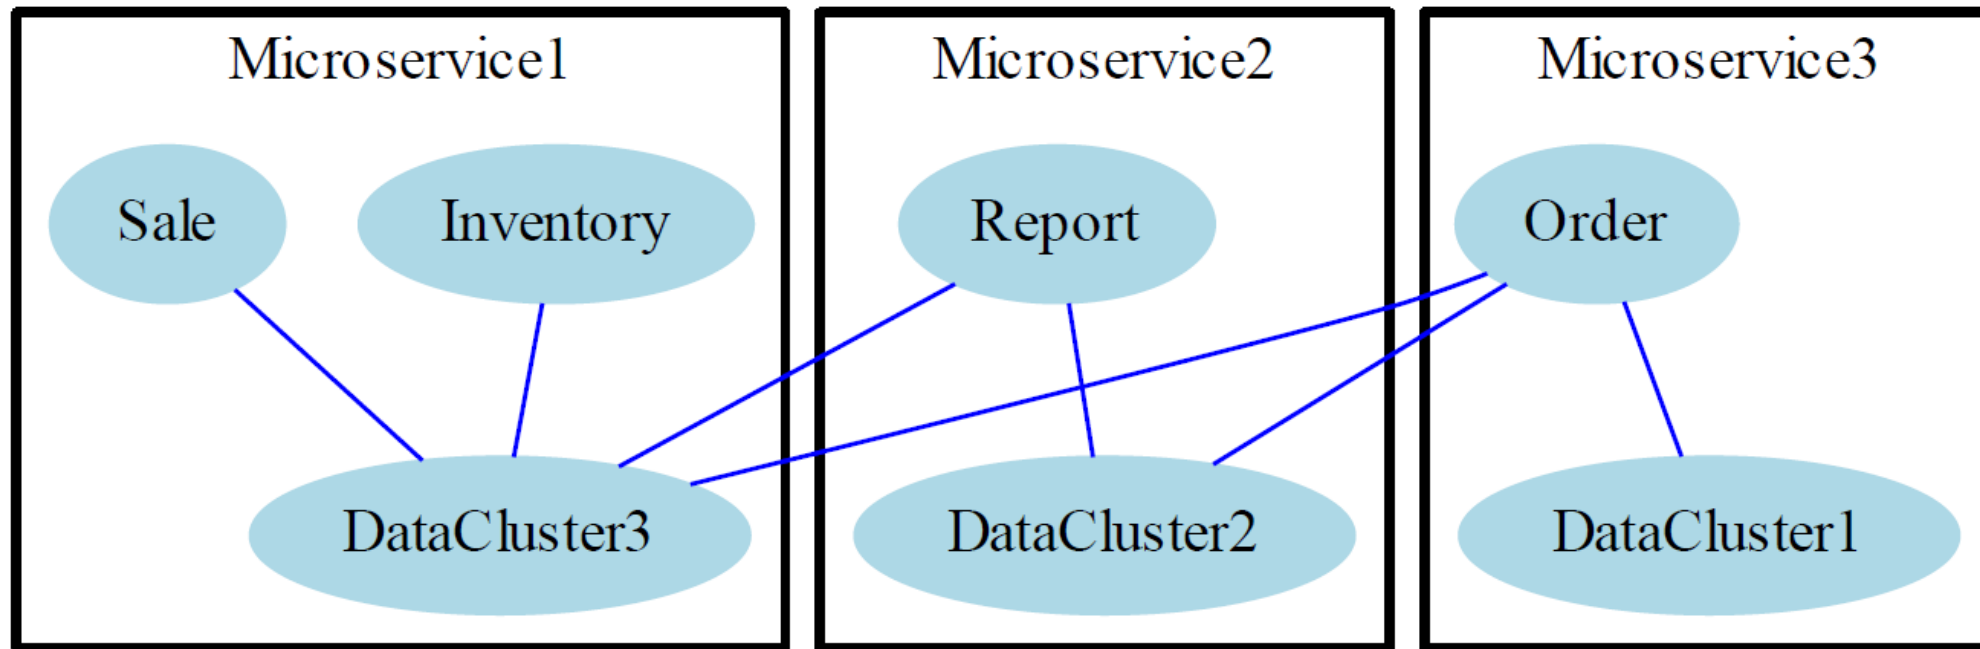 Microservice1
Microservice2
Microservice3
Sale
Inventory
Report
Order
DataCluster3
DataCluster2
DataCluster1